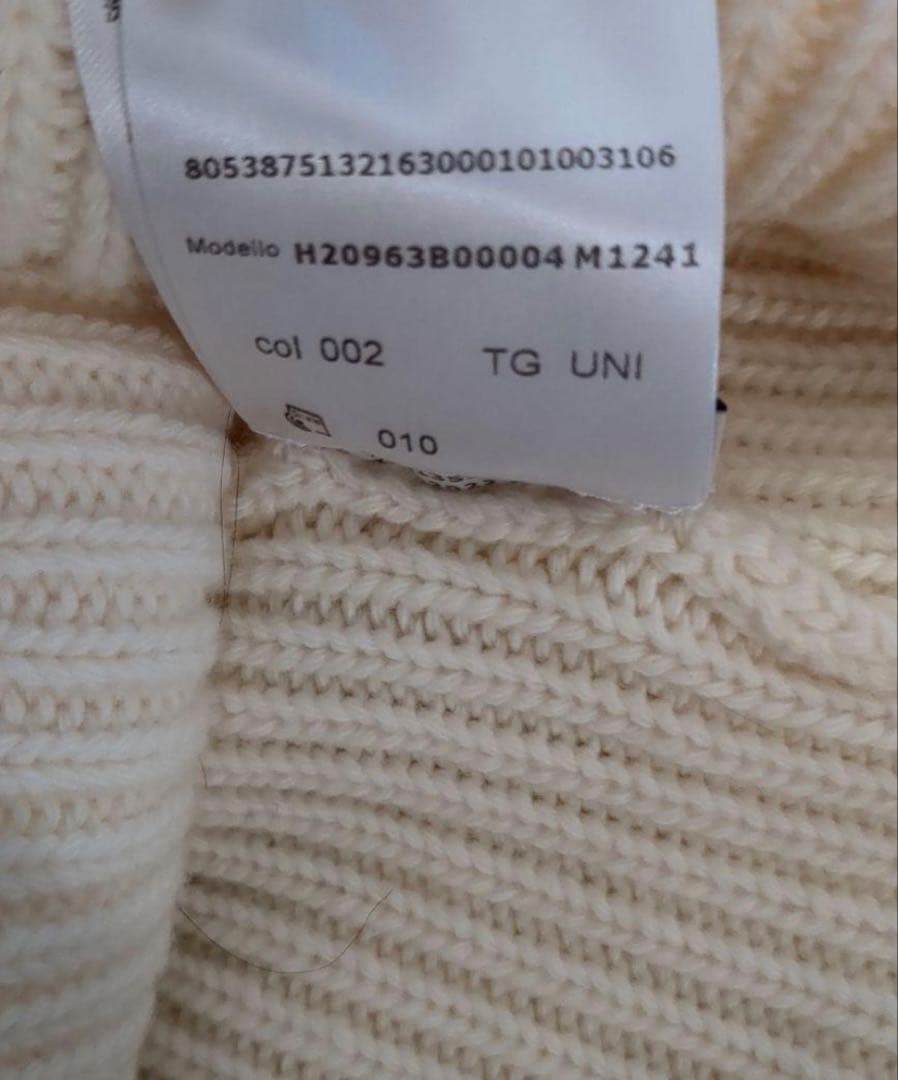 8053875132163000101003106
Modello H20963B00004 M1241
col 002 TG UNI
010